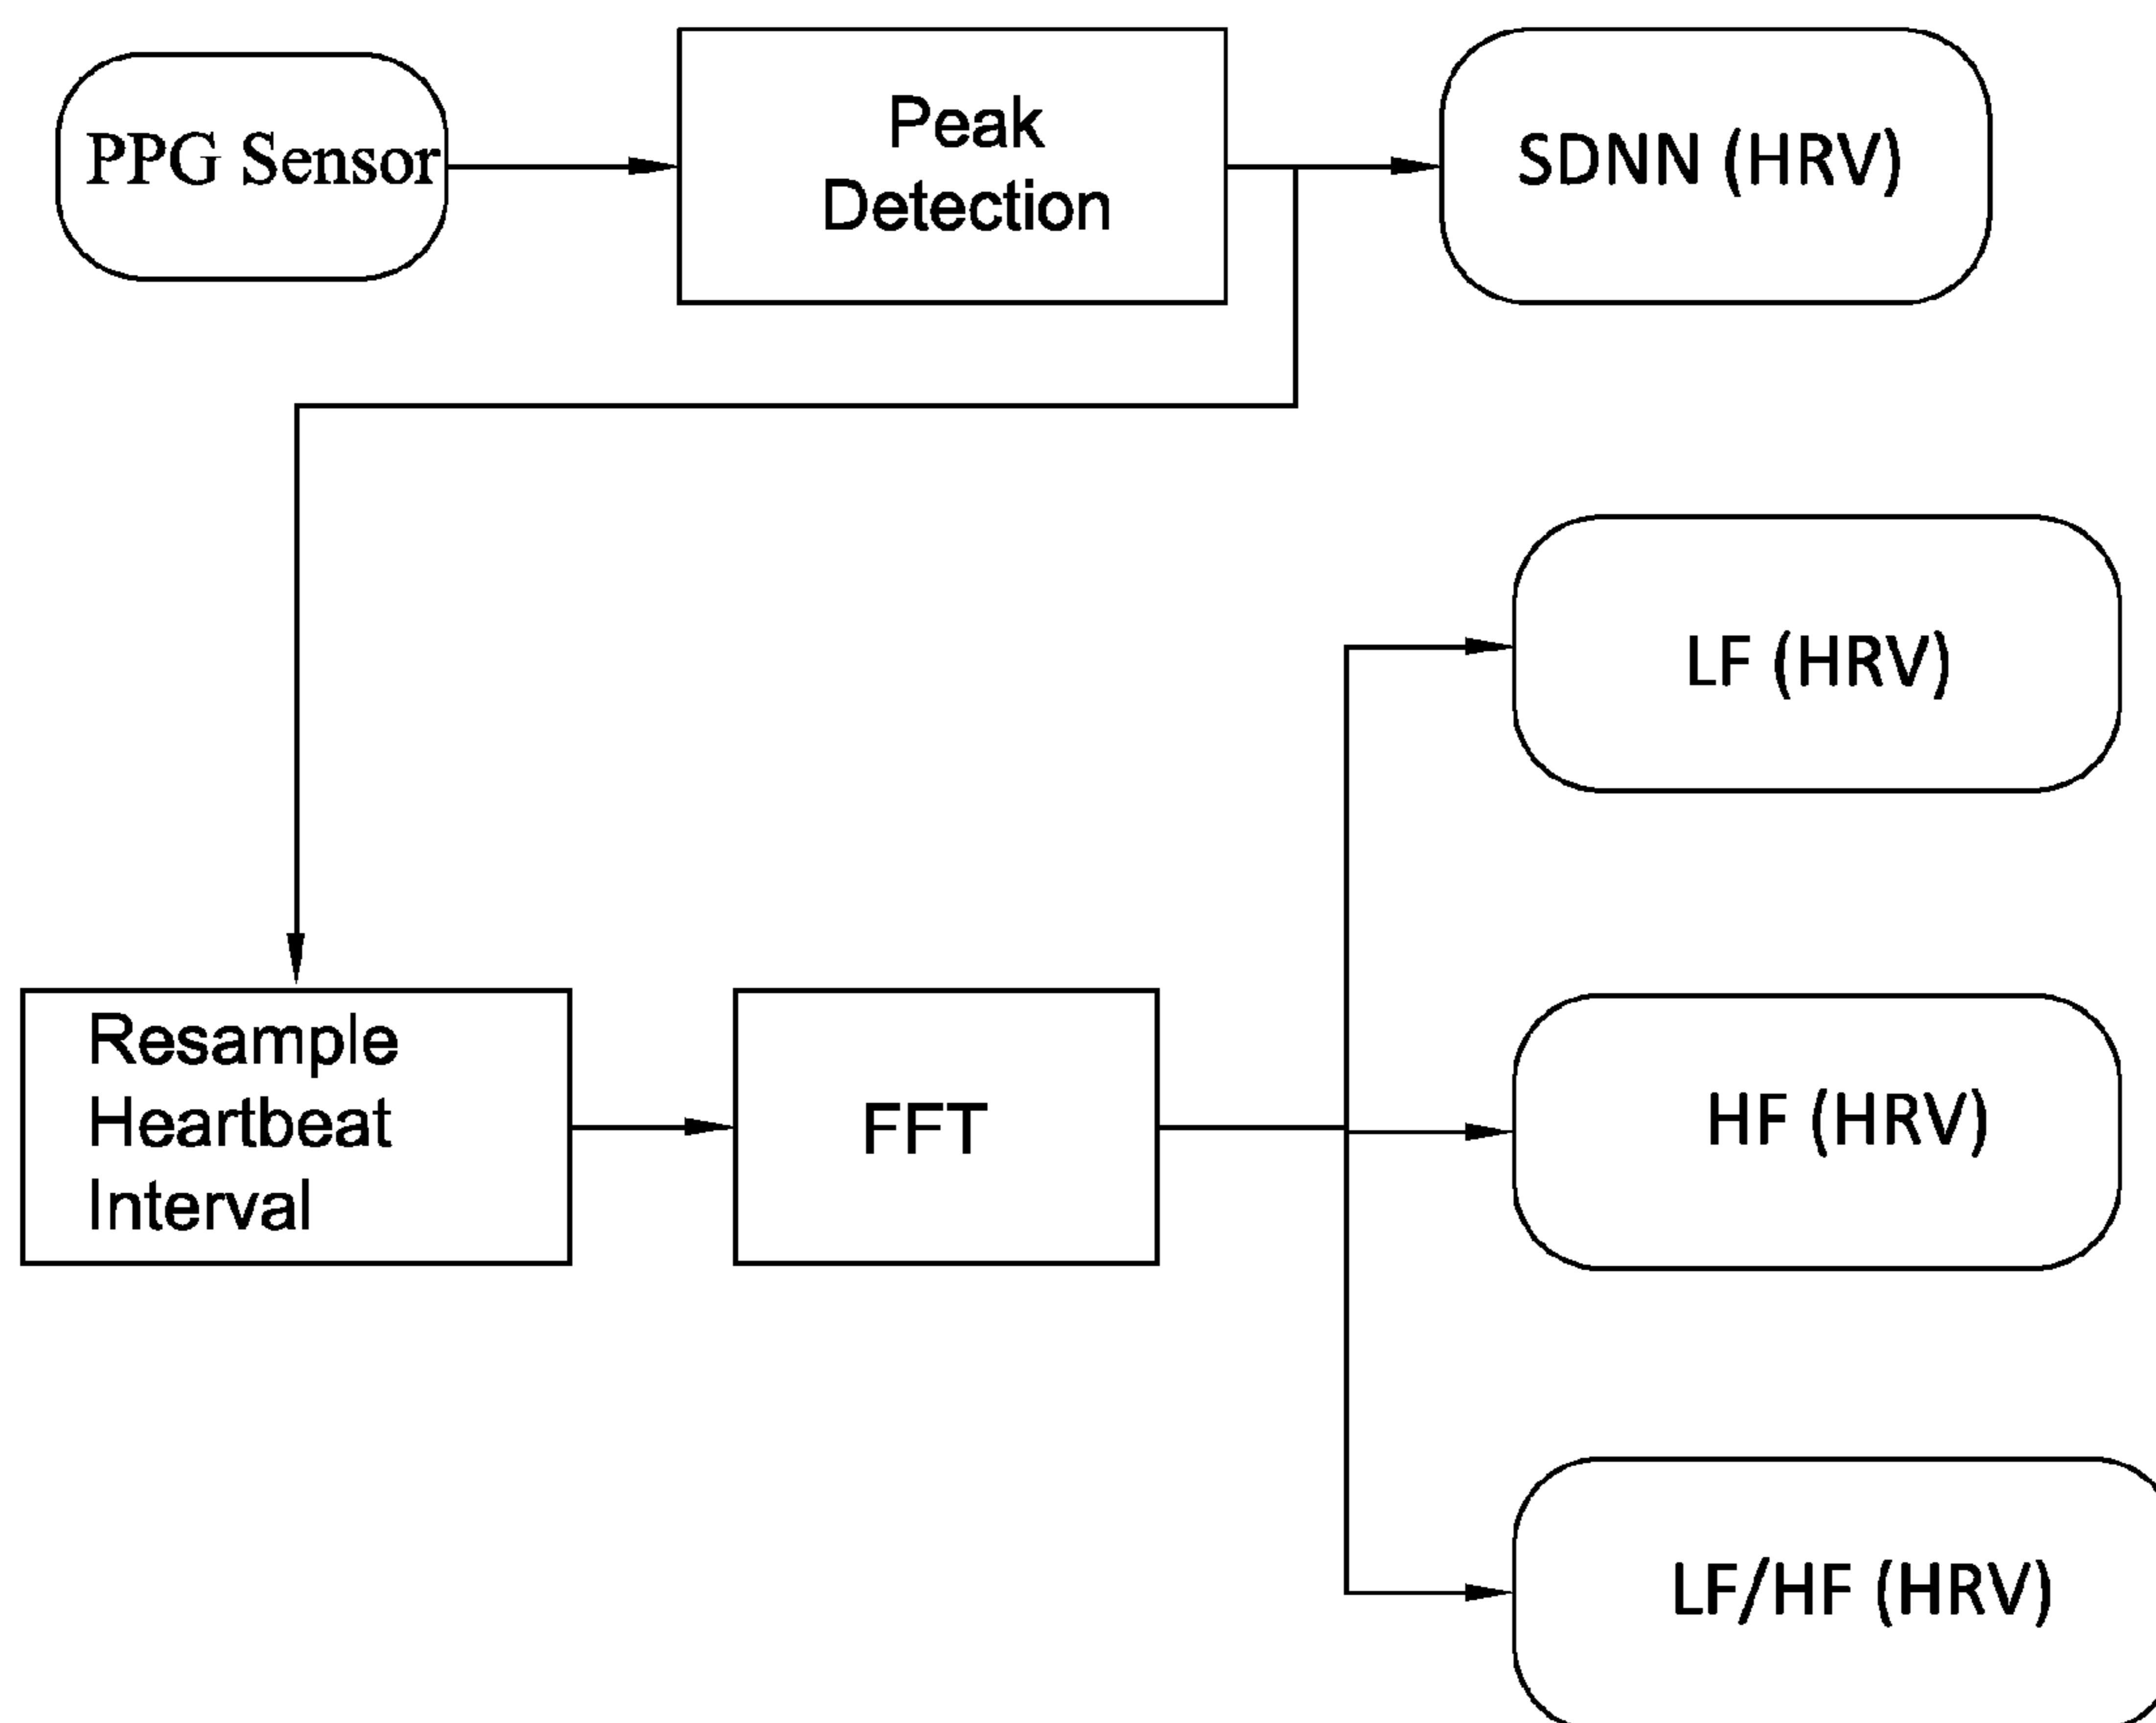 PPG Sensor
Peak
Detection
SDNN (HRV)
LF (HRV)
Resample
Heartbeat
Interval
FFT
HF (HRV)
LF/HF (HRV)